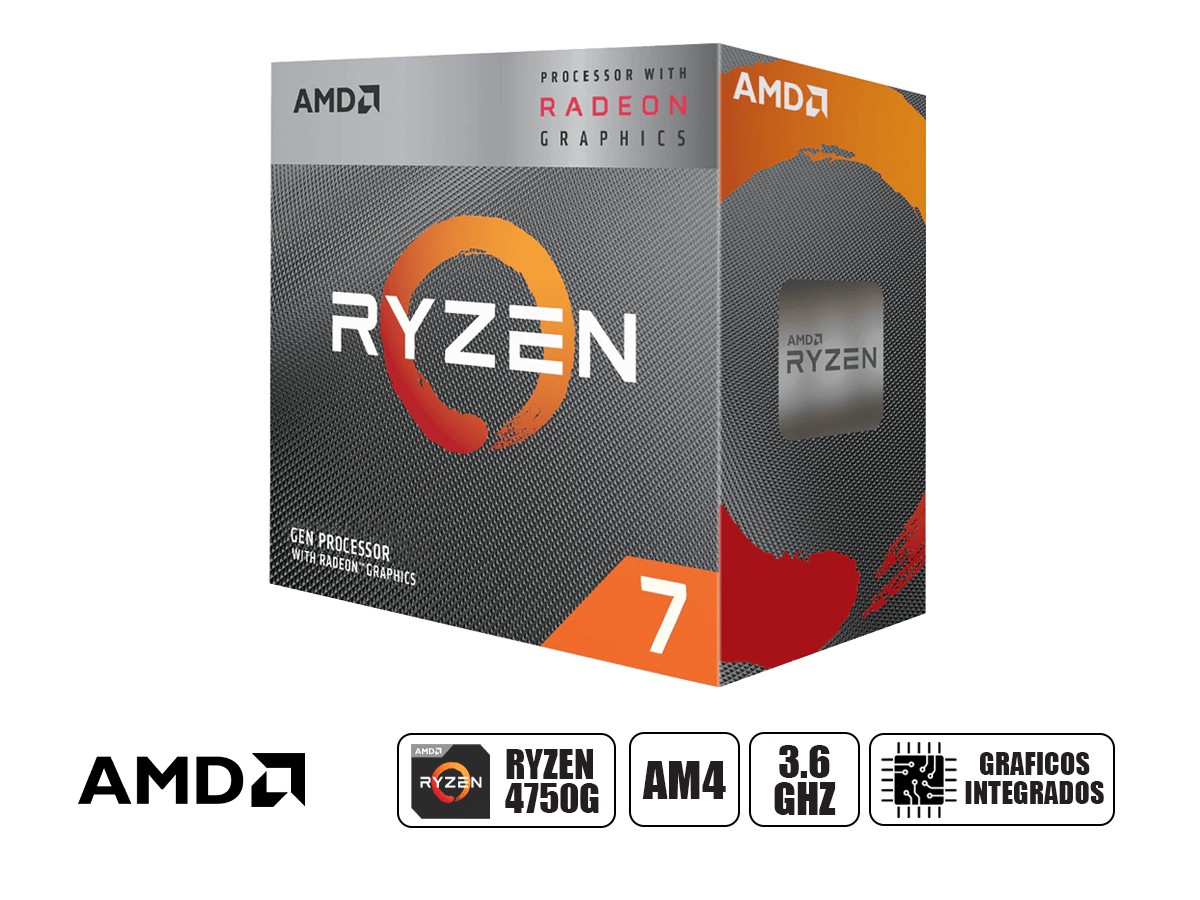 AMD
PROCESSOR WITH
RADEON
GRAPHICS
RYZEN
GEN PROCESSOR
WITH RADEON™ GRAPHICS
7
AMD
AMD
RYZEN
AMD
AMD
RYZEN
RYZEN
4750G
AM4
3.6
GHZ
GRAFICOS
INTEGRADOS